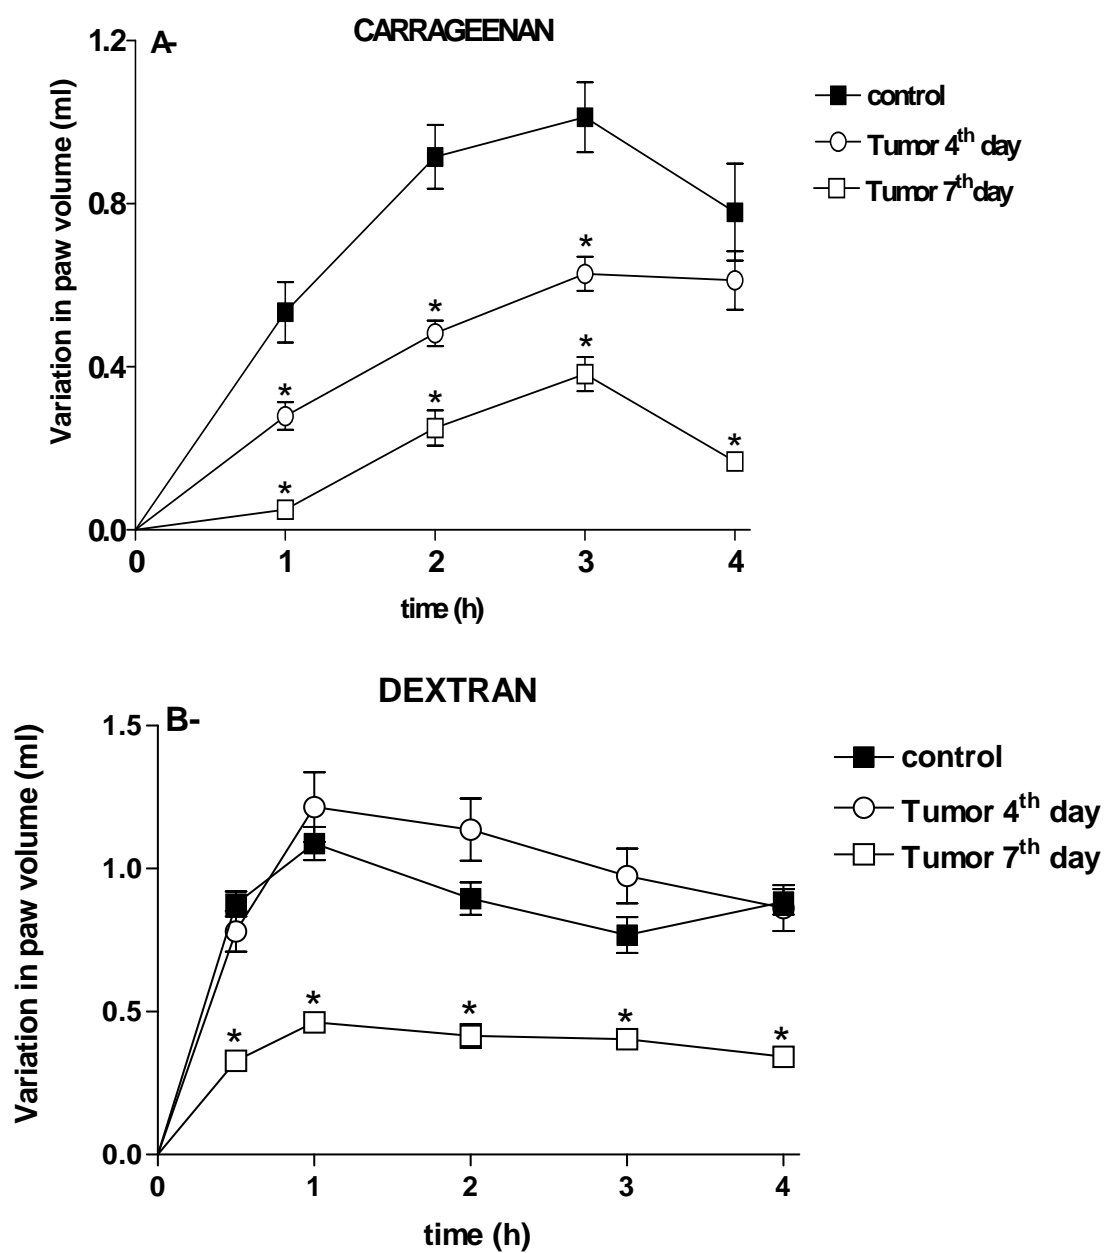 CARRAGEENAN
A-
1.2
0.8
0.4
0.0
Variation in paw volume (ml)
control
Tumor 4th day
Tumor 7th day
* * *
* * * *
0 1 2 3 4
time (h)
DEXTRAN
B-
1.5
1.0
0.5
0.0
Variation in paw volume (ml)
control
Tumor 4th day
Tumor 7th day
* * * * *
0 1 2 3 4
time (h)